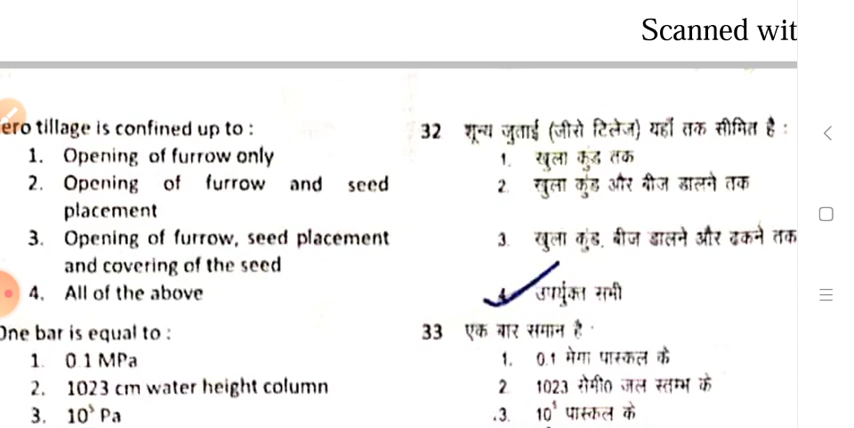 Scanned wit
ero tillage is confined up to :
1. Opening of furrow only
2. Opening of furrow and seed
placement
3. Opening of furrow, seed placement
and covering of the seed
4. All of the above
One bar is equal to :
1. 0.1 MPa
2. 1023 cm water height column
3. 10⁵ Pa
32 शून्य जुताई (जीरो टिलेज) यहाँ तक सीमित है :
1. खुला कुंड तक
2. खुला कुंड और बीज डालने तक
3. खुला कुंड, बीज डालने और ढकने तक
4. उपर्युक्त सभी
33 एक बार समान है :
1. 0.1 मेगा पास्कल के
2. 1023 सेमी० जल स्तम्भ के
.3. 10⁵ पास्कल के